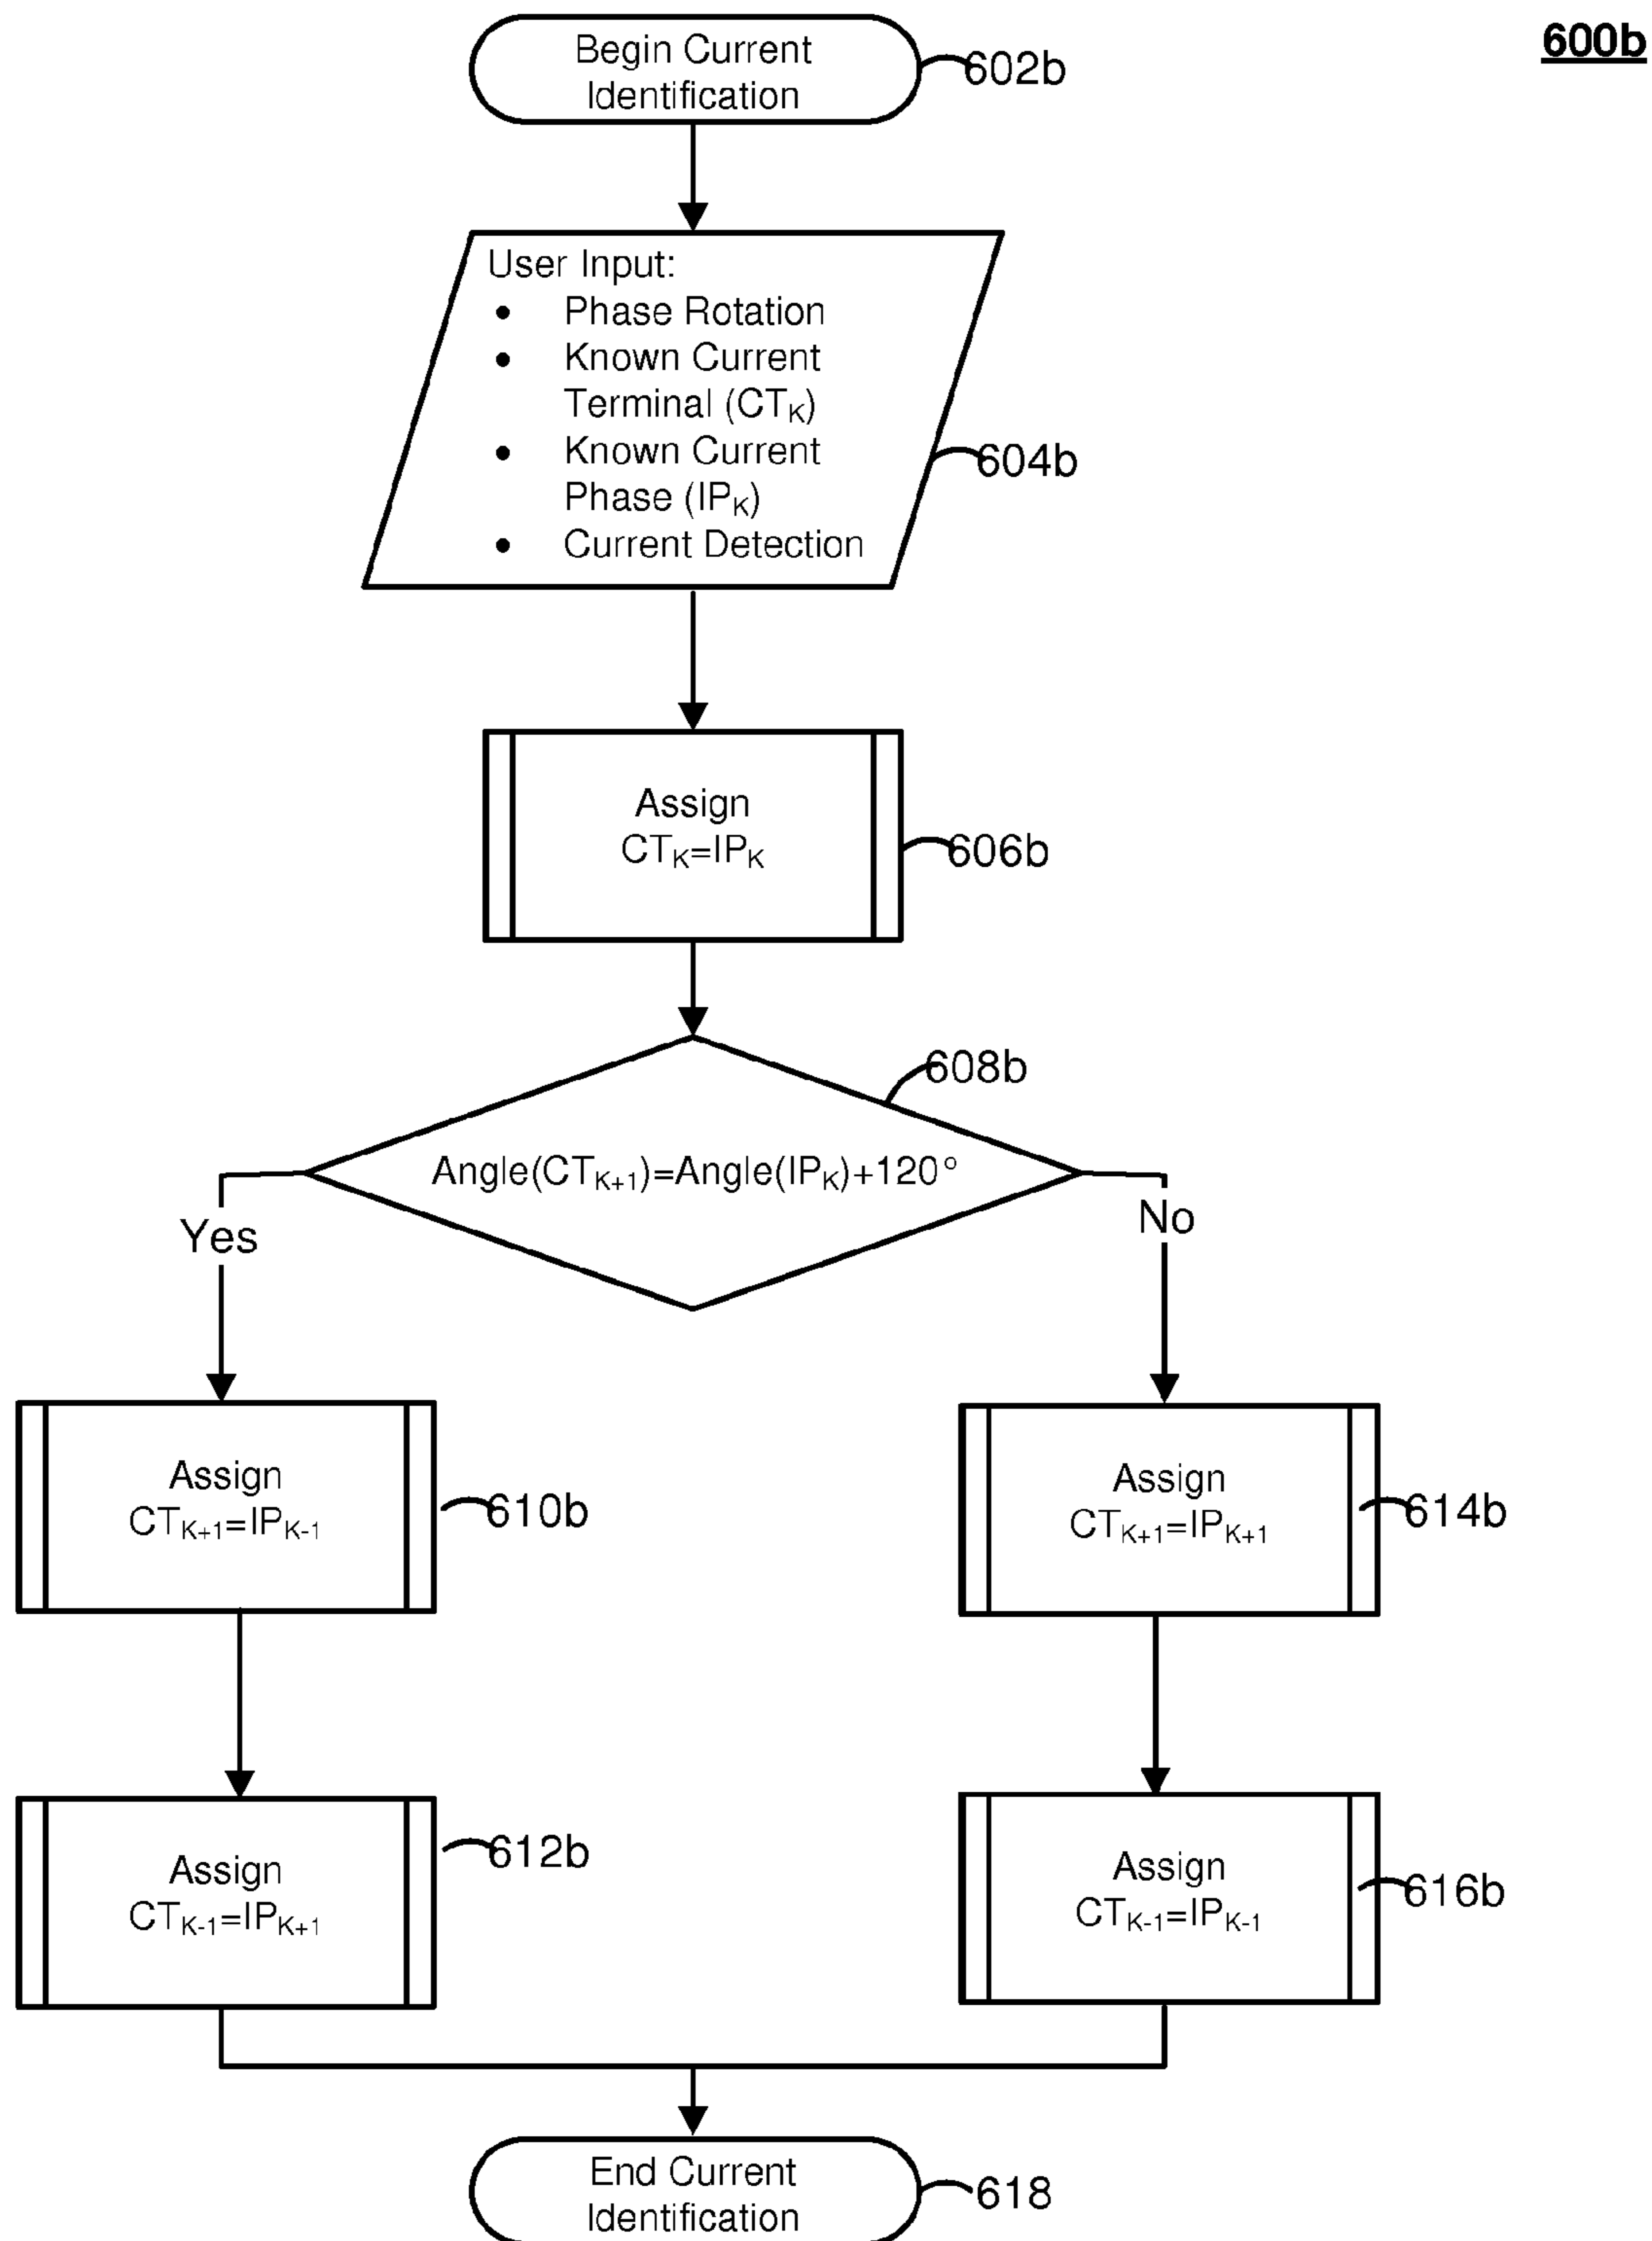 600b
Begin Current
Identification
602b
User Input:
• Phase Rotation
• Known Current
Terminal (CTK)
• Known Current
Phase (IPK)
• Current Detection
604b
Assign
CTK=IPK
606b
608b
Angle(CTK+1)=Angle(IPK)+120°
Yes
No
Assign
CTK+1=IPK-1
610b
Assign
CTK+1=IPK+1
614b
Assign
CTK-1=IPK+1
612b
Assign
CTK-1=IPK-1
616b
End Current
Identification
618